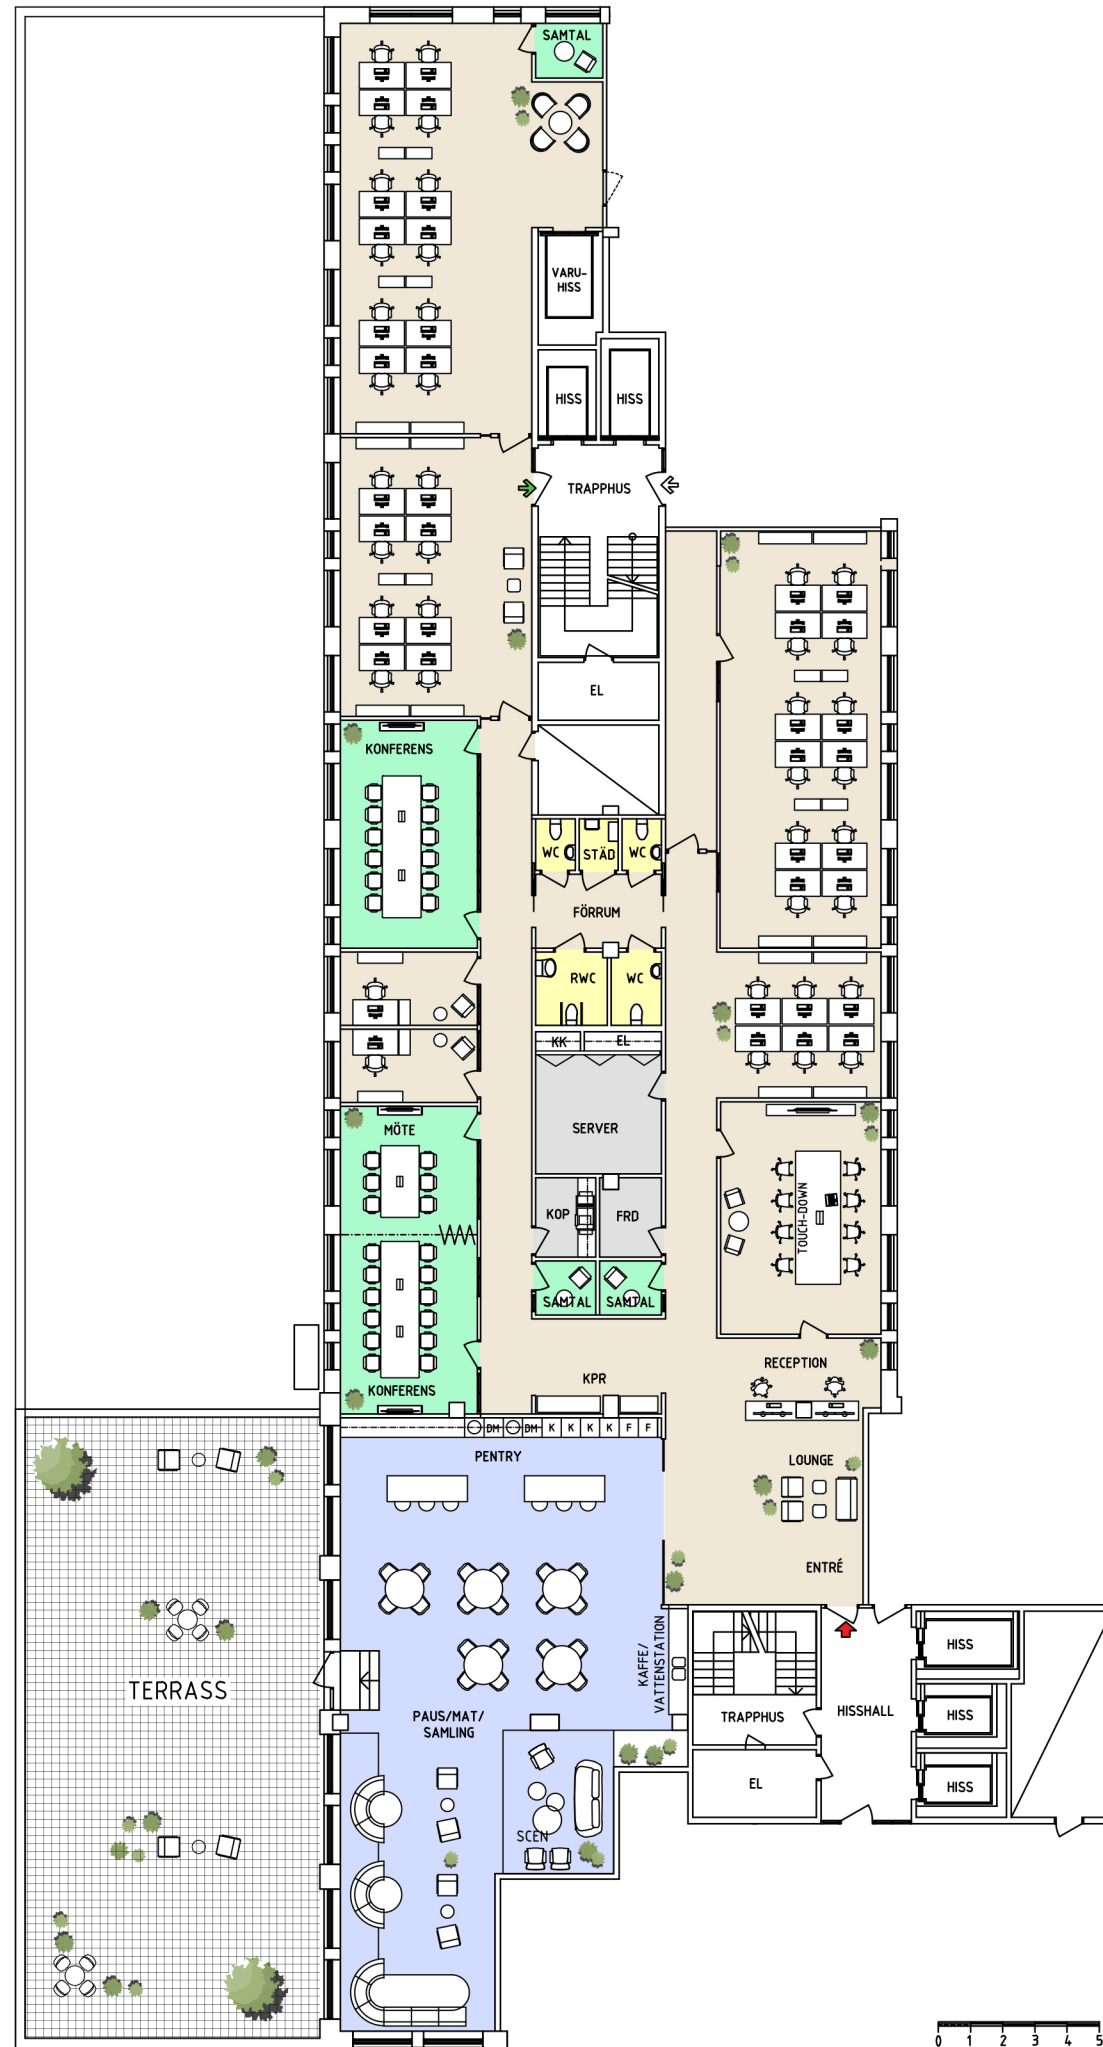 SAMTAL
VARU-
HISS
HISS
HISS
TRAPPHUS
EL
KONFERENS
WC
STÄD
WC
FÖRRUM
RWC
WC
KK
EL
SERVER
MÖTE
KOP
FRD
TOUCH-DOWN
SAMTAL
SAMTAL
KONFERENS
KPR
RECEPTION
DM
DM
K
K
K
K
F
F
PENTRY
LOUNGE
ENTRÉ
KAFFE/
VATTENSTATION
TERRASS
PAUS/MAT/
SAMLING
TRAPPHUS
HISSHALL
HISS
HISS
HISS
EL
SCEN
0 1 2 3 4 5